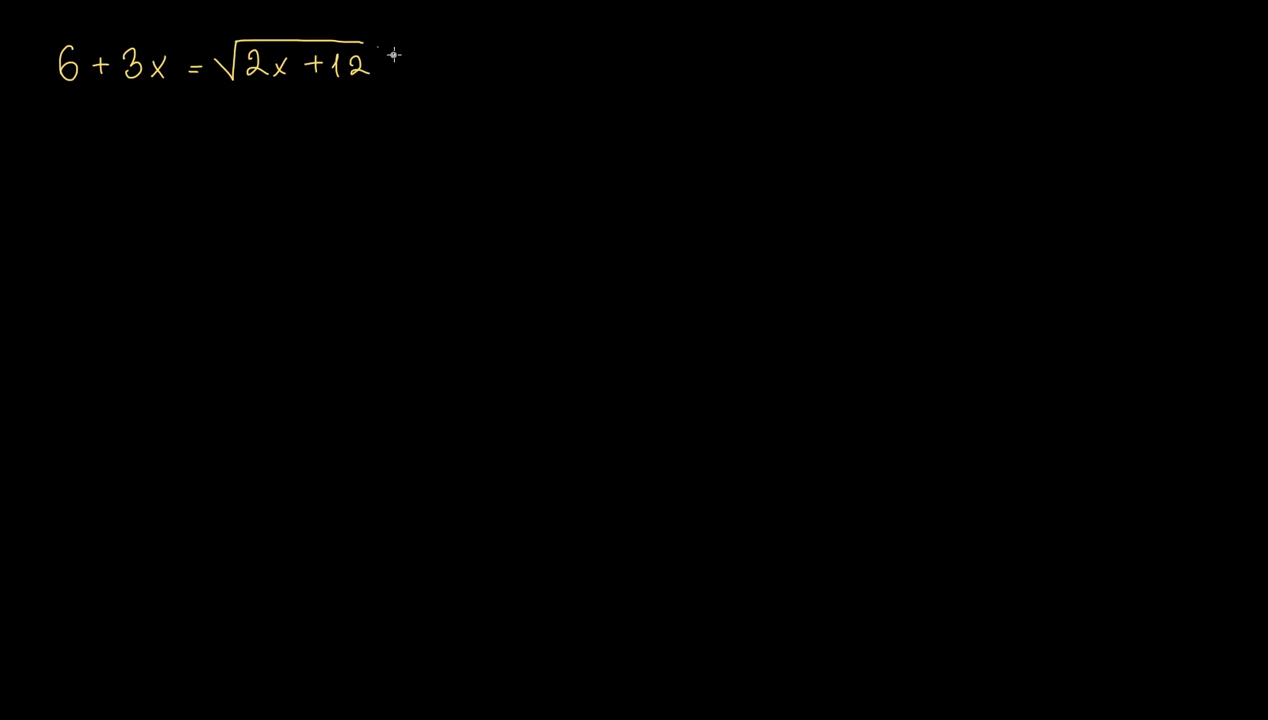 6 + 3x = √(2x + 12)